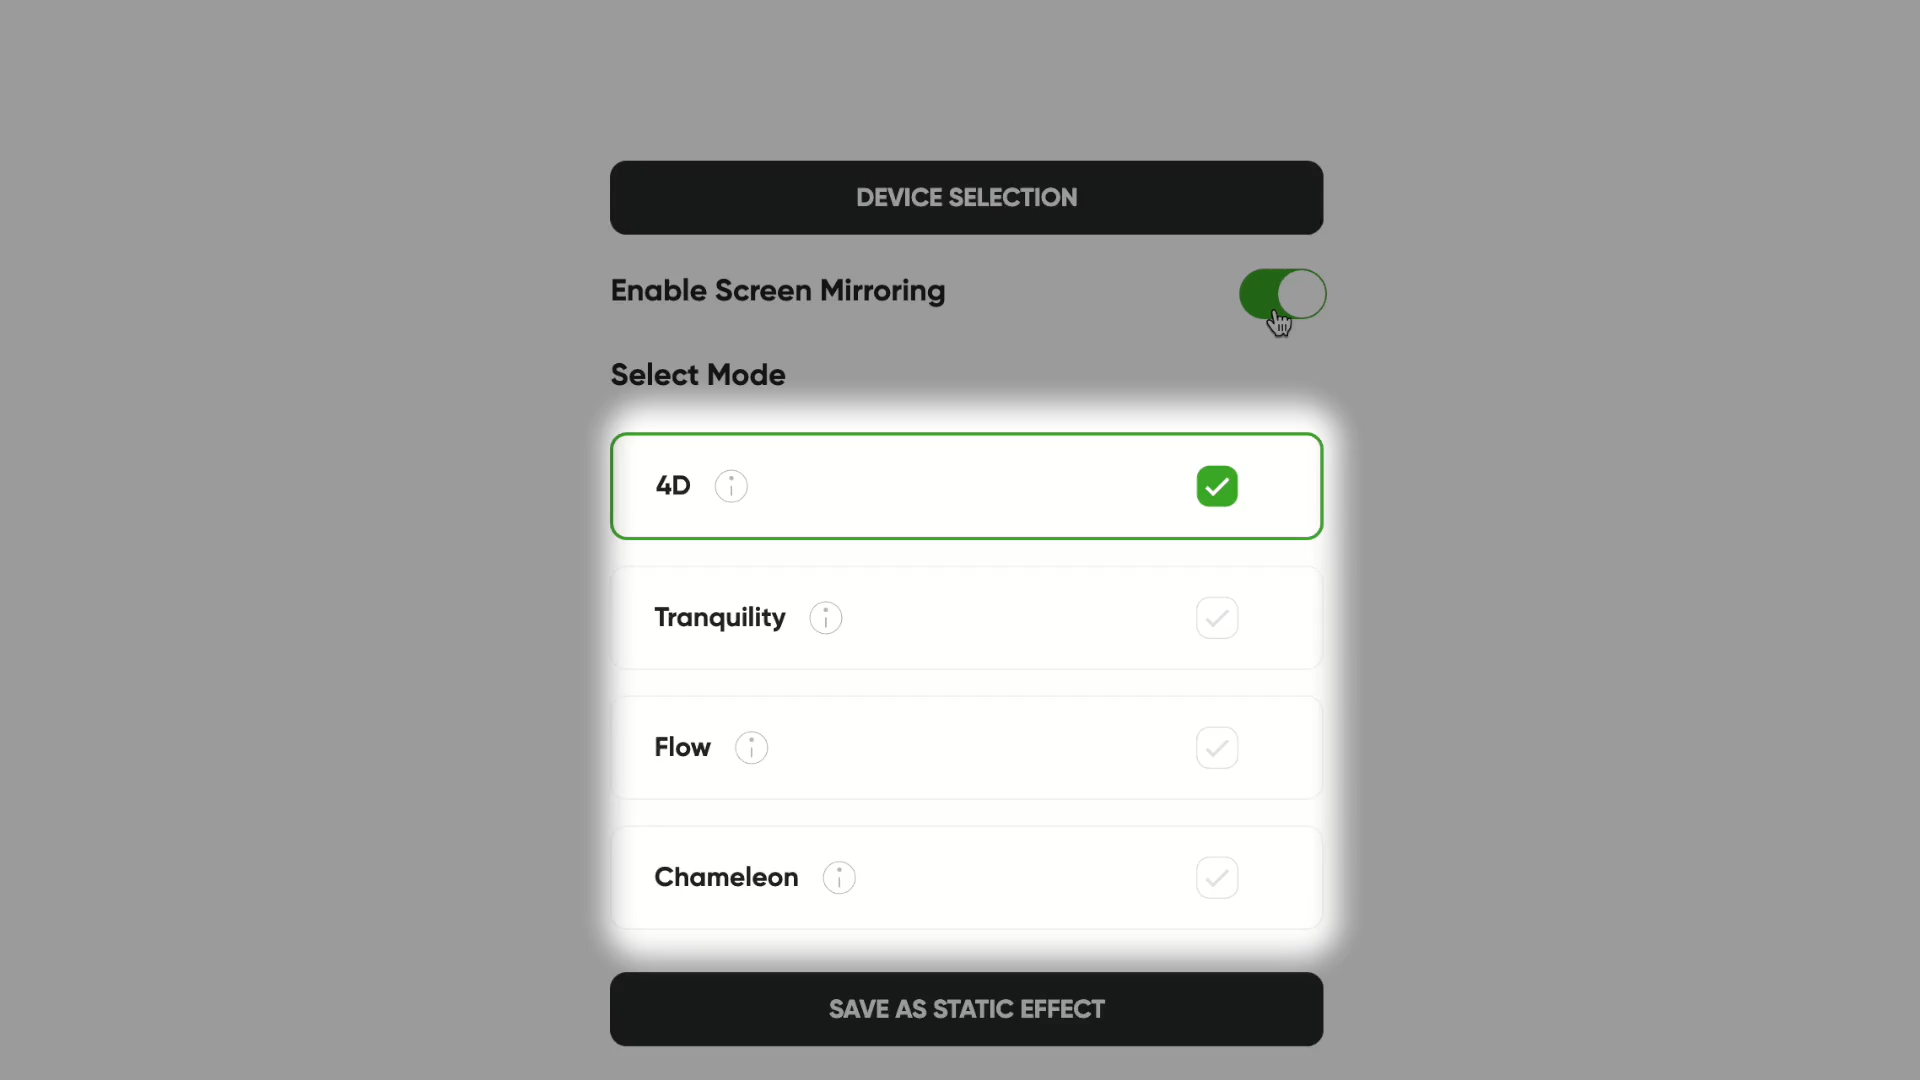 DEVICE SELECTION
Enable Screen Mirroring
Select Mode
4D
Tranquility
Flow
Chameleon
SAVE AS STATIC EFFECT